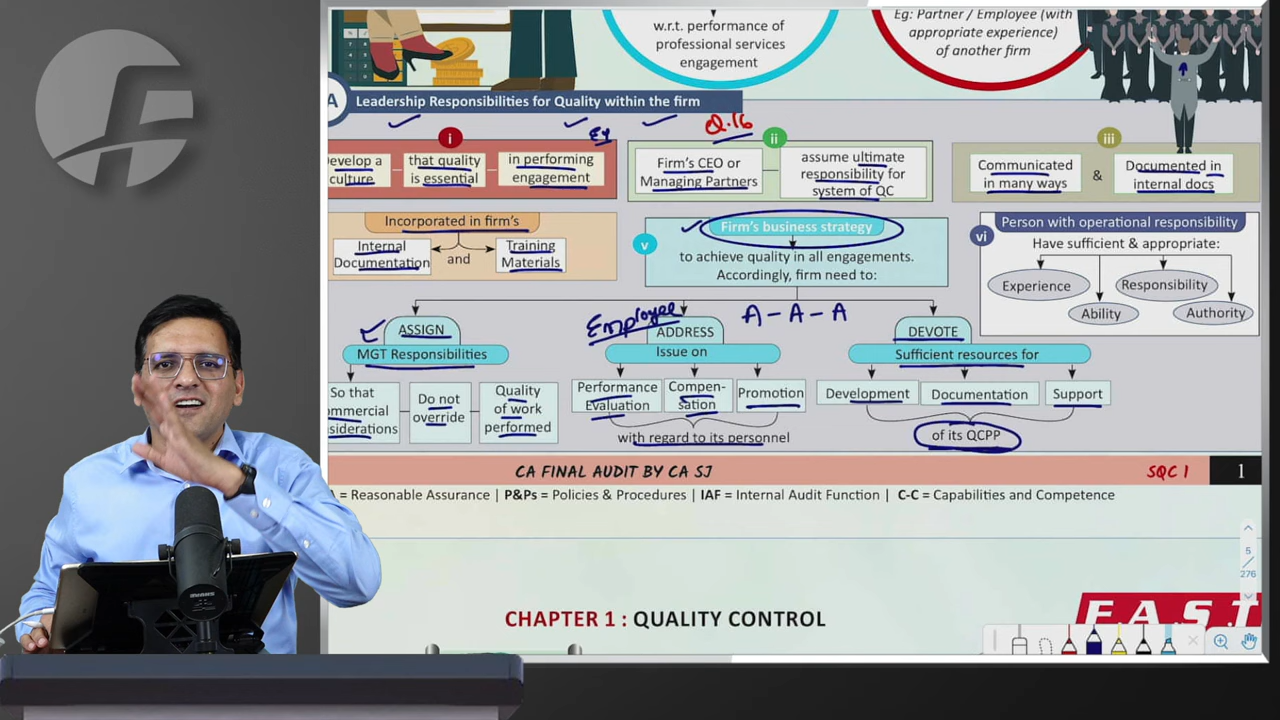 w.r.t. performance of
professional services
engagement
Eg: Partner / Employee (with
appropriate experience)
of another firm
A Leadership Responsibilities for Quality within the firm
Q.16
i
ii
iii
evelop a
culture
that quality
is essential
in performing
engagement
Firm's CEO or
Managing Partners
assume ultimate
responsibility for
system of QC
Communicated
in many ways
&
Documented in
internal docs
Incorporated in firm's
Internal
Documentation
and
Training
Materials
v
Firm's business strategy
to achieve quality in all engagements.
Accordingly, firm need to:
vi
Person with operational responsibility
Have sufficient & appropriate:
Experience
Responsibility
Ability
Authority
Employee
A - A - A
ASSIGN
MGT Responsibilities
So that
mmercial
siderations
Do not
override
Quality
of work
performed
ADDRESS
Issue on
Performance
Evaluation
Compen-
sation
Promotion
with regard to its personnel
DEVOTE
Sufficient resources for
Development
Documentation
Support
of its QCPP
CA FINAL AUDIT BY CA SJ
SQC 1
1
= Reasonable Assurance | P&Ps = Policies & Procedures | IAF = Internal Audit Function | C-C = Capabilities and Competence
5
276
CHAPTER 1 : QUALITY CONTROL
F.A.S.T